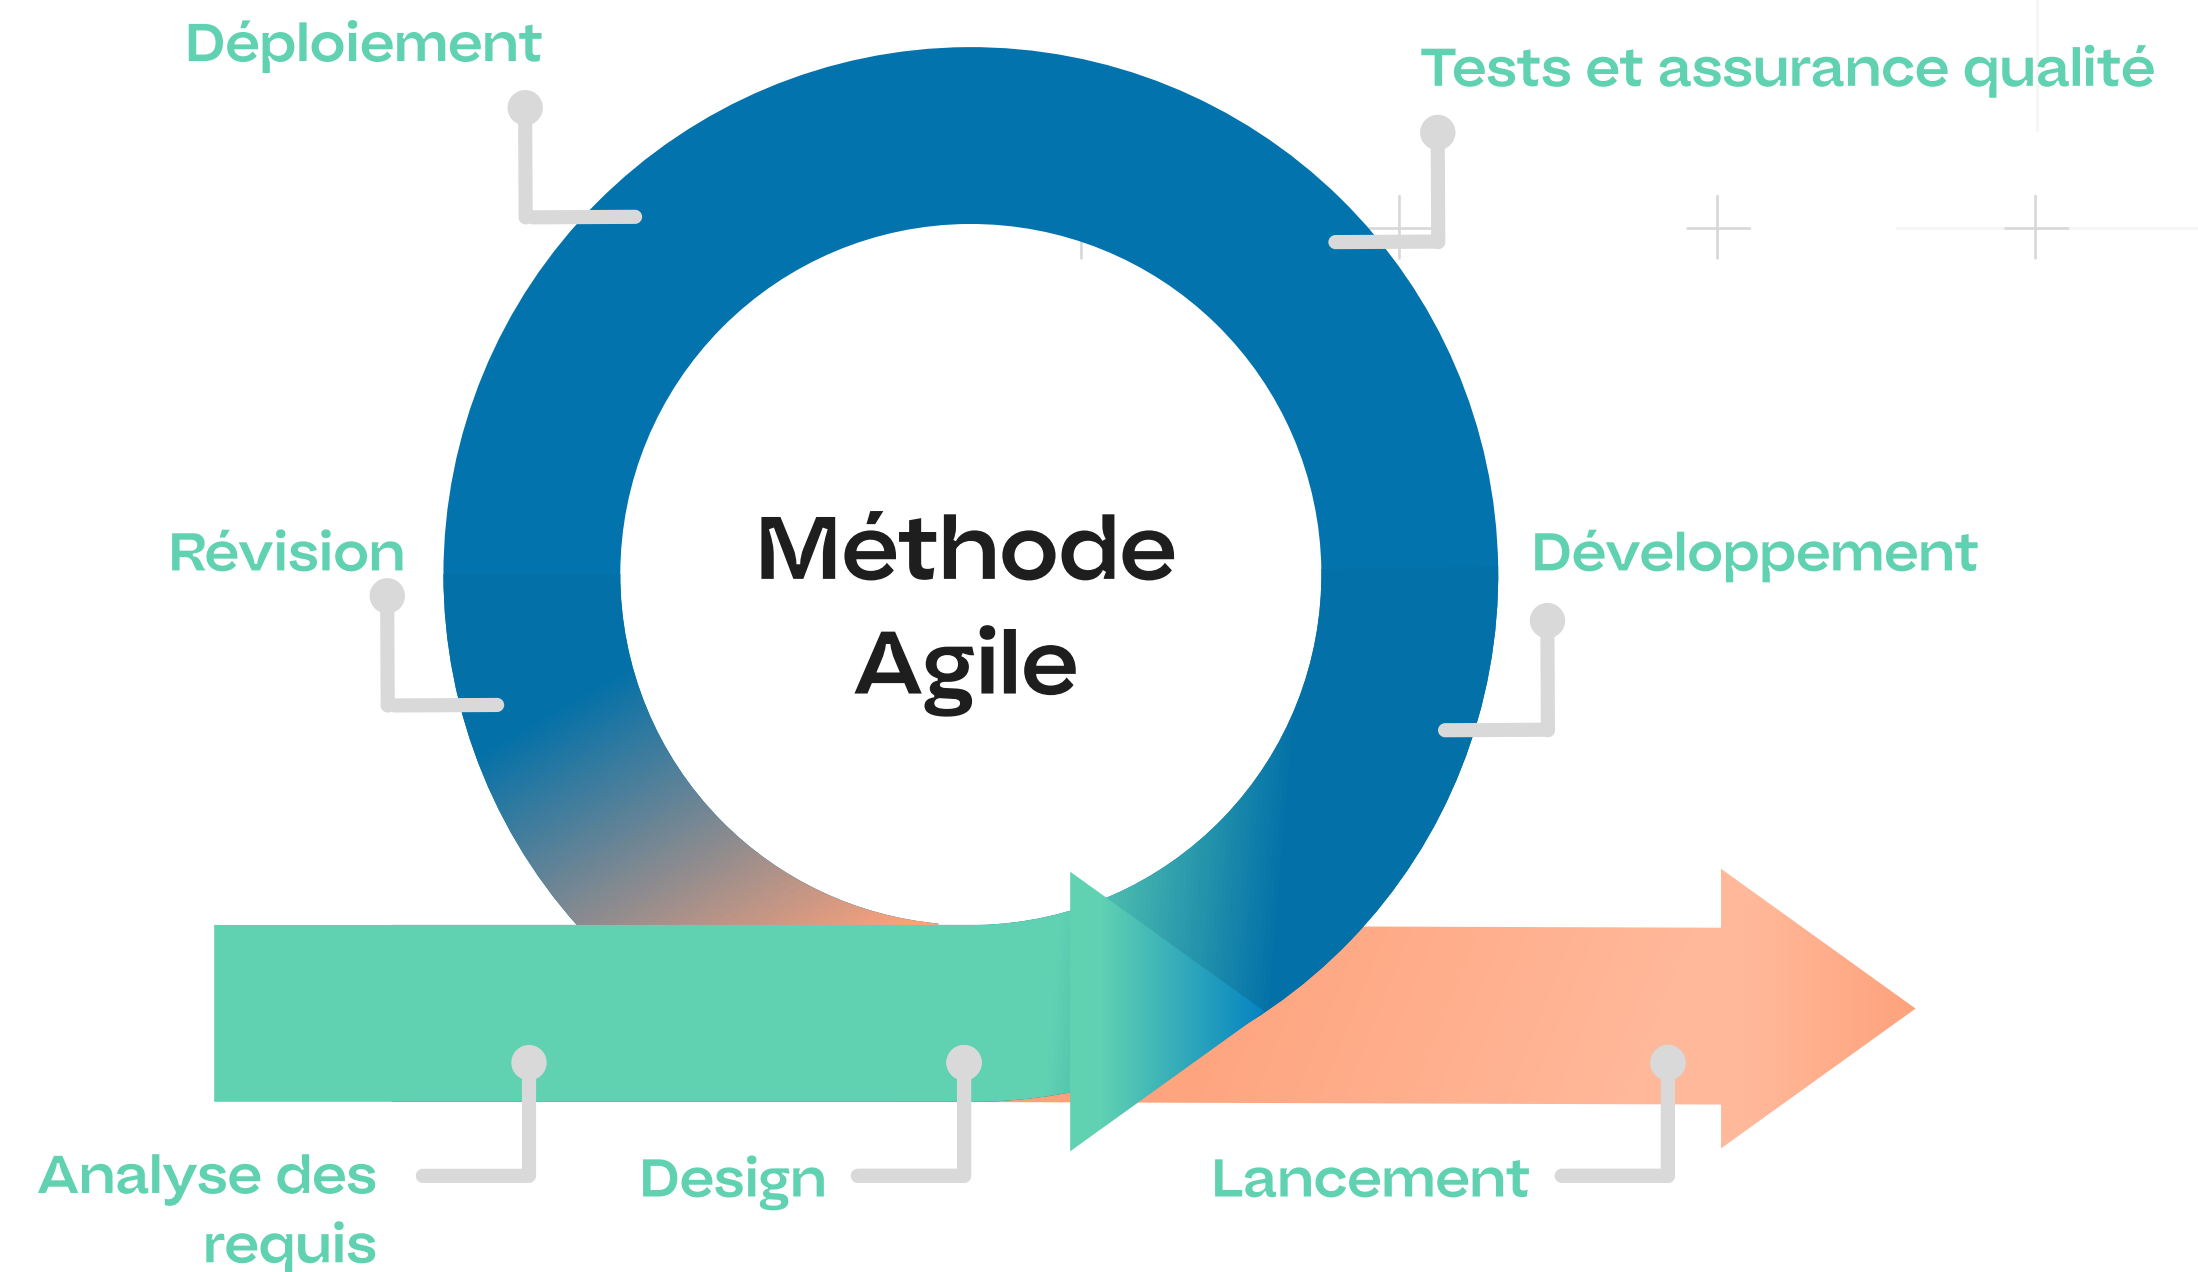 Déploiement
Tests et assurance qualité
Méthode
Agile
Révision
Développement
Analyse des
requis
Design
Lancement